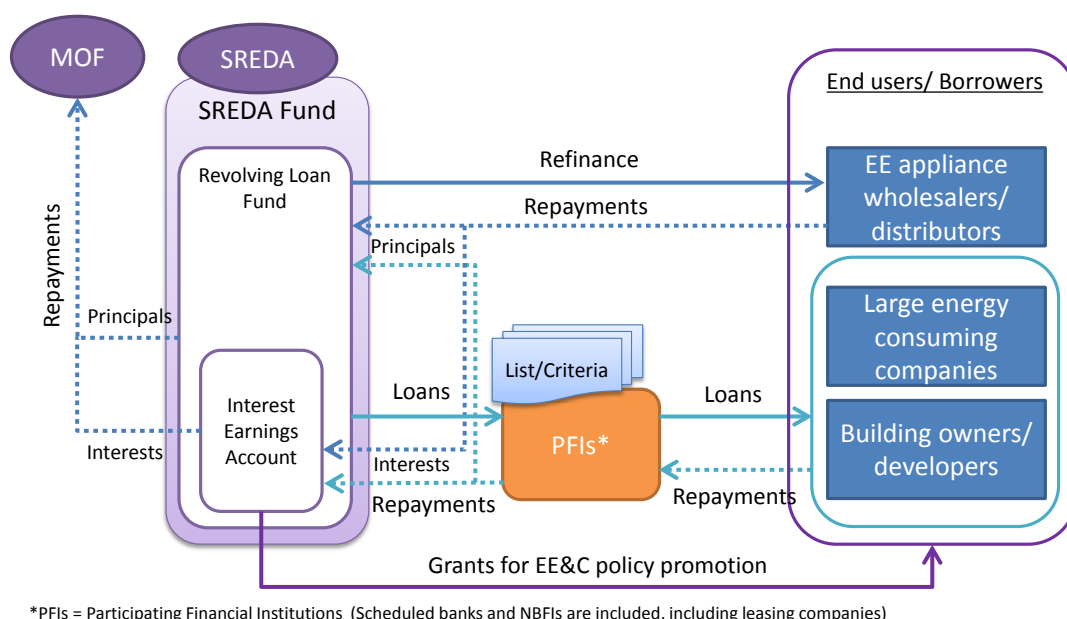 MOF
SREDA
SREDA Fund
End users/ Borrowers
Revolving Loan
Fund
Refinance
Repayments
Principals
EE appliance
wholesalers/
distributors
Repayments
Principals
Large energy
consuming
companies
List/Criteria
Loans
Loans
Interest
Earnings
Account
PFIs*
Building owners/
developers
Interests
Interests
Repayments
Repayments
Grants for EE&C policy promotion
*PFIs = Participating Financial Institutions (Scheduled banks and NBFIs are included, including leasing companies)